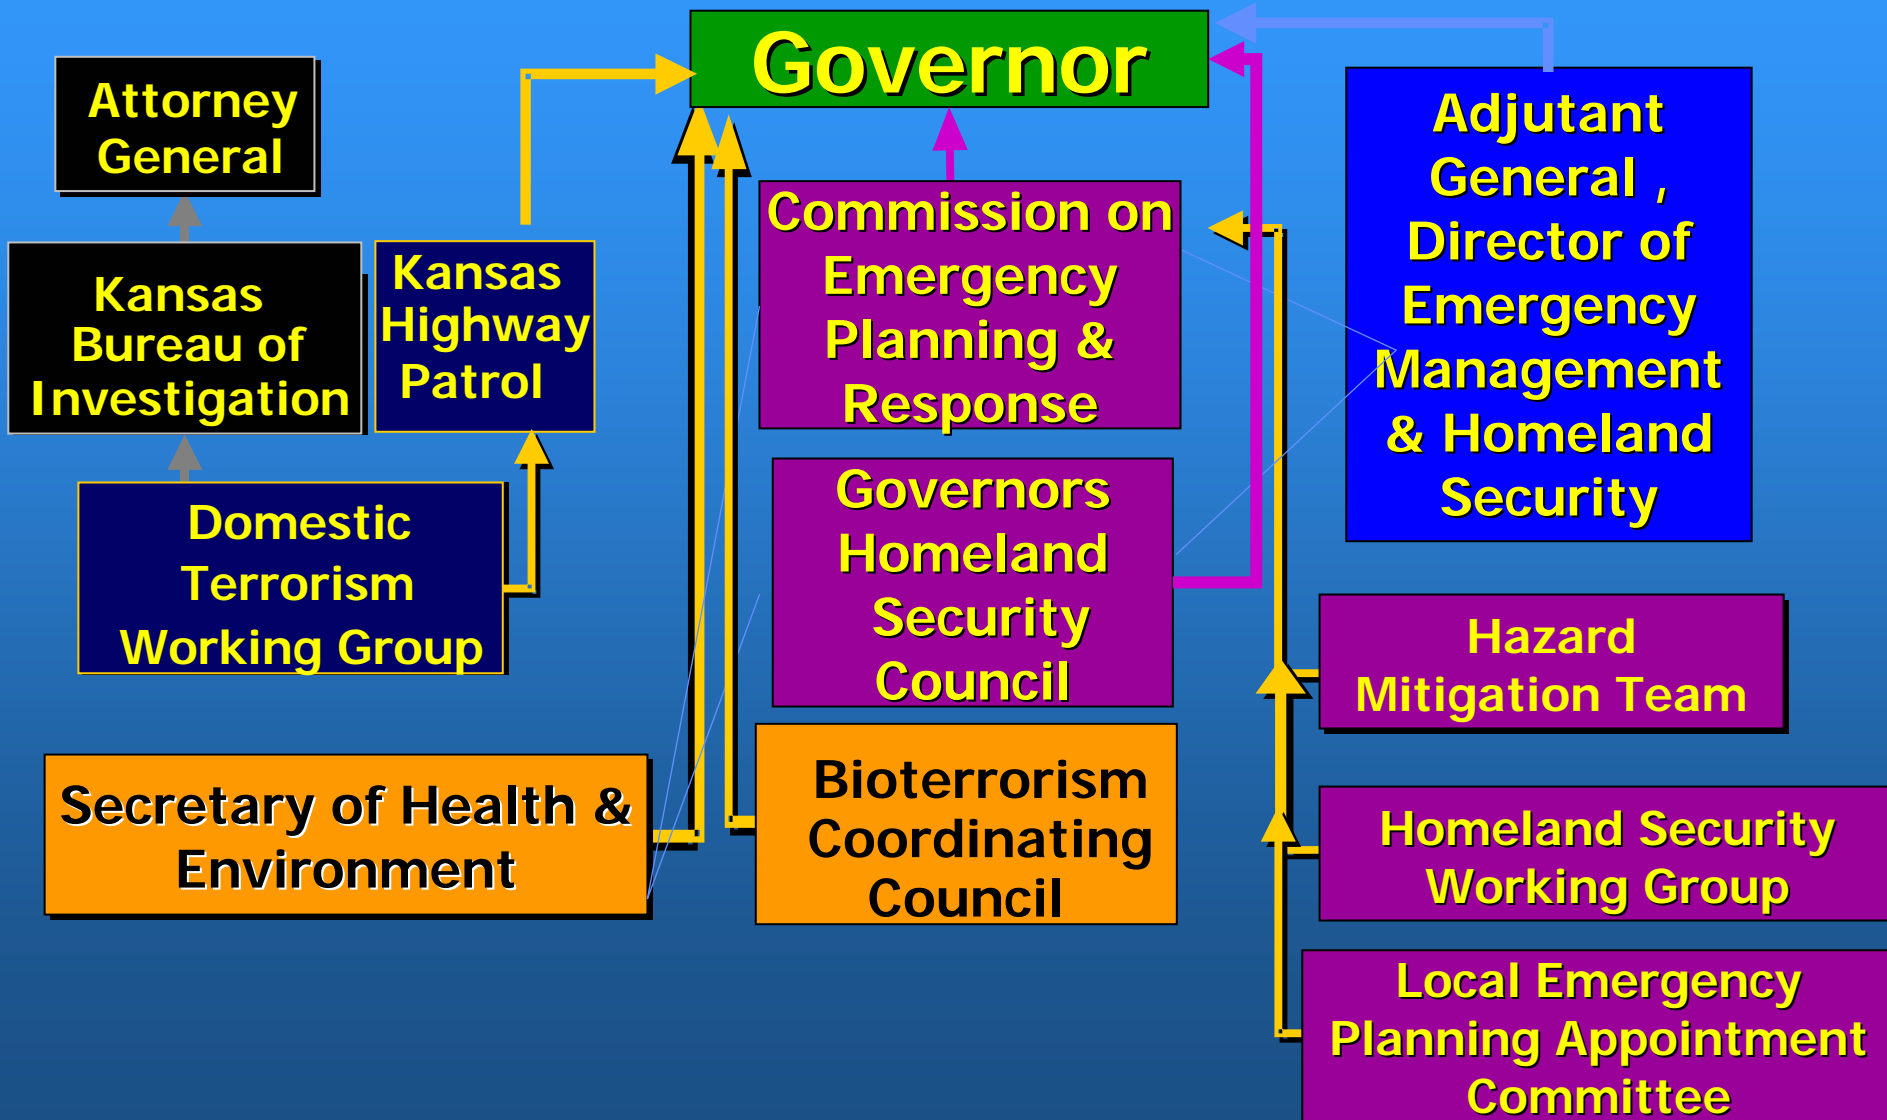 Governor
Attorney
General
Kansas
Bureau of
Investigation
Kansas
Highway
Patrol
Domestic
Terrorism
Working Group
Commission on
Emergency
Planning &
Response
Governors
Homeland
Security
Council
Adjutant
General ,
Director of
Emergency
Management
& Homeland
Security
Secretary of Health &
Environment
Bioterrorism
Coordinating
Council
Hazard
Mitigation Team
Homeland Security
Working Group
Local Emergency
Planning Appointment
Committee